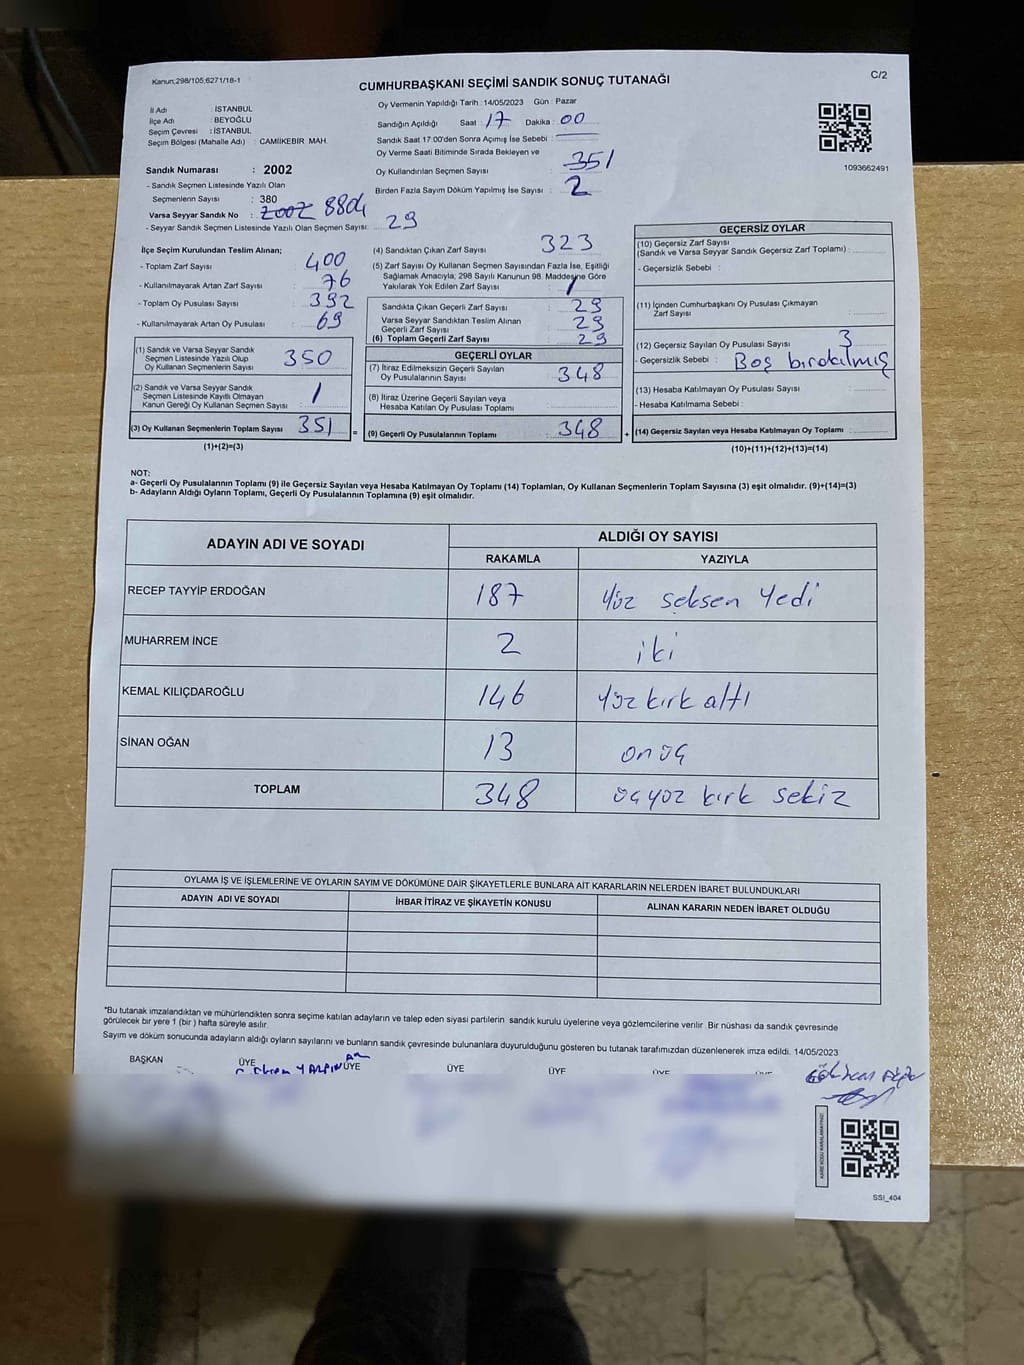 Kanun;298/105,6271/18-1
CUMHURBAŞKANI SEÇİMİ SANDIK SONUÇ TUTANAĞI
C/2
İl Adı : İSTANBUL
İlçe Adı : BEYOĞLU
Seçim Çevresi : İSTANBUL
Seçim Bölgesi (Mahalle Adı) : CAMİİKEBİR MAH.
Oy Vermenin Yapıldığı Tarih : 14/05/2023 Gün : Pazar
Sandığın Açıldığı Saat : 17 Dakika : 00
Sandık Saat 17.00'den Sonra Açımış İse Sebebi :
Oy Verme Saati Bitiminde Sırada Bekleyen ve
Oy Kullandırılan Seçmen Sayısı : 351
Birden Fazla Sayım Döküm Yapılmış İse Sayısı : 2
1093662491
Sandık Numarası : 2002
- Sandık Seçmen Listesinde Yazılı Olan
Seçmenlerin Sayısı : 380
Varsa Seyyar Sandık No : 2002 8804
- Seyyar Sandık Seçmen Listesinde Yazılı Olan Seçmen Sayısı : 29
İlçe Seçim Kurulundan Teslim Alınan;
- Toplam Zarf Sayısı : 400
- Kullanılmayarak Artan Zarf Sayısı : 76
- Toplam Oy Pusulası Sayısı : 392
- Kullanılmayarak Artan Oy Pusulası : 69
(1) Sandık ve Varsa Seyyar Sandık
Seçmen Listesinde Yazılı Olup
Oy Kullanan Seçmenlerin Sayısı : 350
(2) Sandık ve Varsa Seyyar Sandık
Seçmen Listesinde Kayıtlı Olmayan
Kanun Gereği Oy Kullanan Seçmen Sayısı : 1
(3) Oy Kullanan Seçmenlerin Toplam Sayısı : 351
(1)+(2)=(3)
(4) Sandıktan Çıkan Zarf Sayısı : 323
(5) Zarf Sayısı Oy Kullanan Seçmen Sayısından Fazla İse, Eşitliği
Sağlamak Amacıyla; 298 Sayılı Kanunun 98. Maddesine Göre
Yakılarak Yok Edilen Zarf Sayısı :
Sandıkta Çıkan Geçerli Zarf Sayısı : 29
Varsa Seyyar Sandıktan Teslim Alınan
Geçerli Zarf Sayısı : 29
(6) Toplam Geçerli Zarf Sayısı : 29
GEÇERLİ OYLAR
(7) İtiraz Edilmeksizin Geçerli Sayılan
Oy Pusulalarının Sayısı : 348
(8) İtiraz Üzerine Geçerli Sayılan veya
Hesaba Katılan Oy Pusulası Toplamı :
= (9) Geçerli Oy Pusulalarının Toplamı : 348
GEÇERSİZ OYLAR
(10) Geçersiz Zarf Sayısı
(Sandık ve Varsa Seyyar Sandık Geçersiz Zarf Toplamı) :
- Geçersizlik Sebebi :
(11) İçinden Cumhurbaşkanı Oy Pusulası Çıkmayan
Zarf Sayısı :
(12) Geçersiz Sayılan Oy Pusulası Sayısı : 3
- Geçersizlik Sebebi : Boş bırakılmış
(13) Hesaba Katılmayan Oy Pusulası Sayısı :
- Hesaba Katılmama Sebebi :
+ (14) Geçersiz Sayılan veya Hesaba Katılmayan Oy Toplamı :
(10)+(11)+(12)+(13)=(14)
NOT:
a- Geçerli Oy Pusulalarının Toplamı (9) ile Geçersiz Sayılan veya Hesaba Katılmayan Oy Toplamı (14) Toplamları, Oy Kullanan Seçmenlerin Toplam Sayısına (3) eşit olmalıdır. (9)+(14)=(3)
b- Adayların Aldığı Oyların Toplamı, Geçerli Oy Pusulalarının Toplamına (9) eşit olmalıdır.
ADAYIN ADI VE SOYADI
ALDIĞI OY SAYISI
RAKAMLA YAZIYLA
RECEP TAYYİP ERDOĞAN 187 Yüz seksen Yedi
MUHARREM İNCE 2 iki
KEMAL KILIÇDAROĞLU 146 Yüz kırk altı
SİNAN OĞAN 13 on üç
TOPLAM 348 üçyüz kırk sekiz
OYLAMA İŞ VE İŞLEMLERİNE VE OYLARIN SAYIM VE DÖKÜMÜNE DAİR ŞİKAYETLERLE BUNLARA AİT KARARLARIN NELERDEN İBARET BULUNDUKLARI
ADAYIN ADI VE SOYADI İHBAR İTİRAZ VE ŞİKAYETİN KONUSU ALINAN KARARIN NEDEN İBARET OLDUĞU
*Bu tutanak imzalandıktan ve mühürlendikten sonra seçime katılan adayların ve talep eden siyasi partilerin sandık kurulu üyelerine veya gözlemcilerine verilir. Bir nüshası da sandık çevresinde
görülecek bir yere 1 (bir ) hafta süreyle asılır.
Sayım ve döküm sonucunda adayların aldığı oyların sayılarını ve bunların sandık çevresinde bulunanlara duyurulduğunu gösteren bu tutanak tarafımızdan düzenlenerek imza edildi. 14/05/2023
BAŞKAN ÜYE ÜYE ÜYE ÜYE ÜYE
KARE KODU KARALAMAYINIZ!
SSI_404